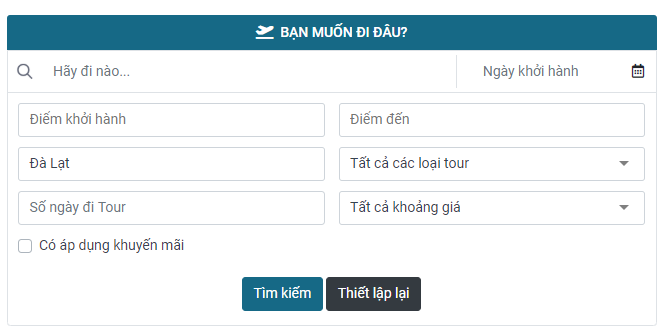 BẠN MUỐN ĐI ĐÂU?
Hãy đi nào... Ngày khởi hành
Điểm khởi hành Điểm đến
Đà Lạt Tất cả các loại tour
Số ngày đi Tour Tất cả khoảng giá
Có áp dụng khuyến mãi
Tìm kiếm Thiết lập lại